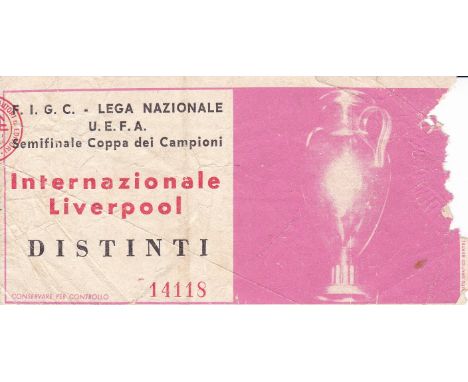 F. I. G. C. - LEGA NAZIONALE
U. E. F. A.
Semifinale Coppa dei Campioni
Internazionale
Liverpool
DISTINTI
14118
CONSERVARE PER CONTROLLO